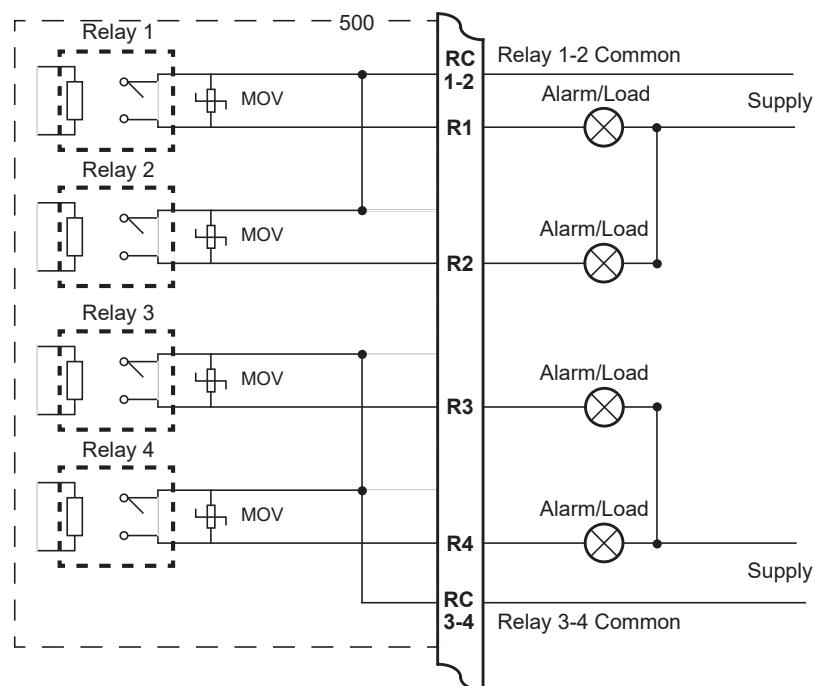 Relay 1
500
RC
1-2
Relay 1-2 Common
MOV
Alarm/Load
Supply
R1
Relay 2
MOV
Alarm/Load
R2
Relay 3
MOV
Alarm/Load
R3
Relay 4
MOV
Alarm/Load
R4
Supply
RC
3-4
Relay 3-4 Common